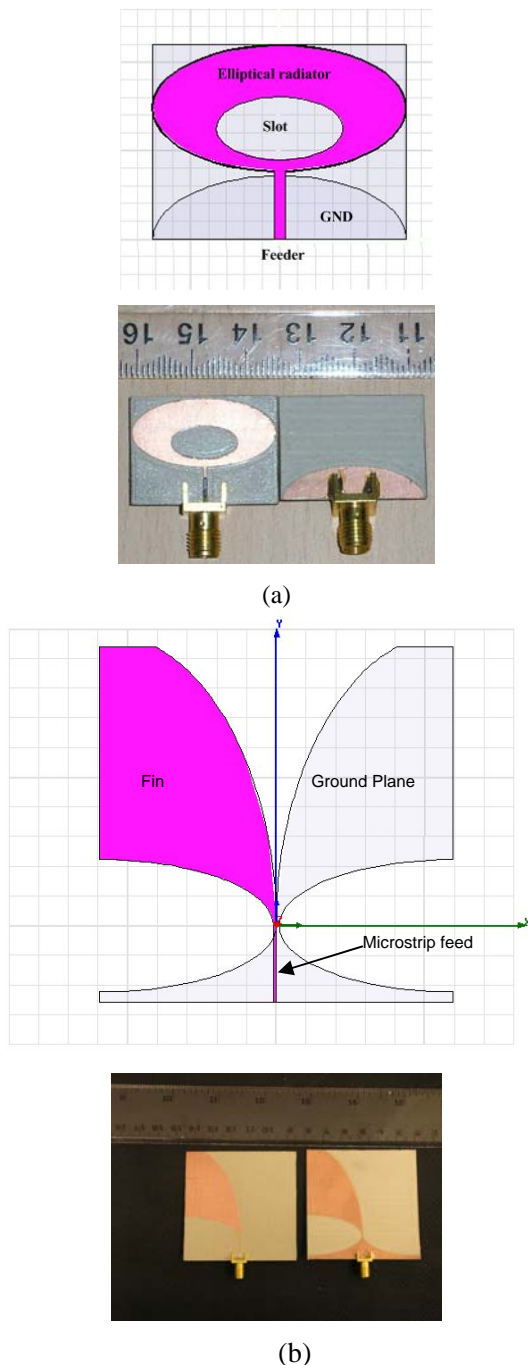 Elliptical radiator
Slot
GND
Feeder
16 15 14 13 12 11
(a)
Y
Fin
Ground Plane
X
Microstrip feed
(b)